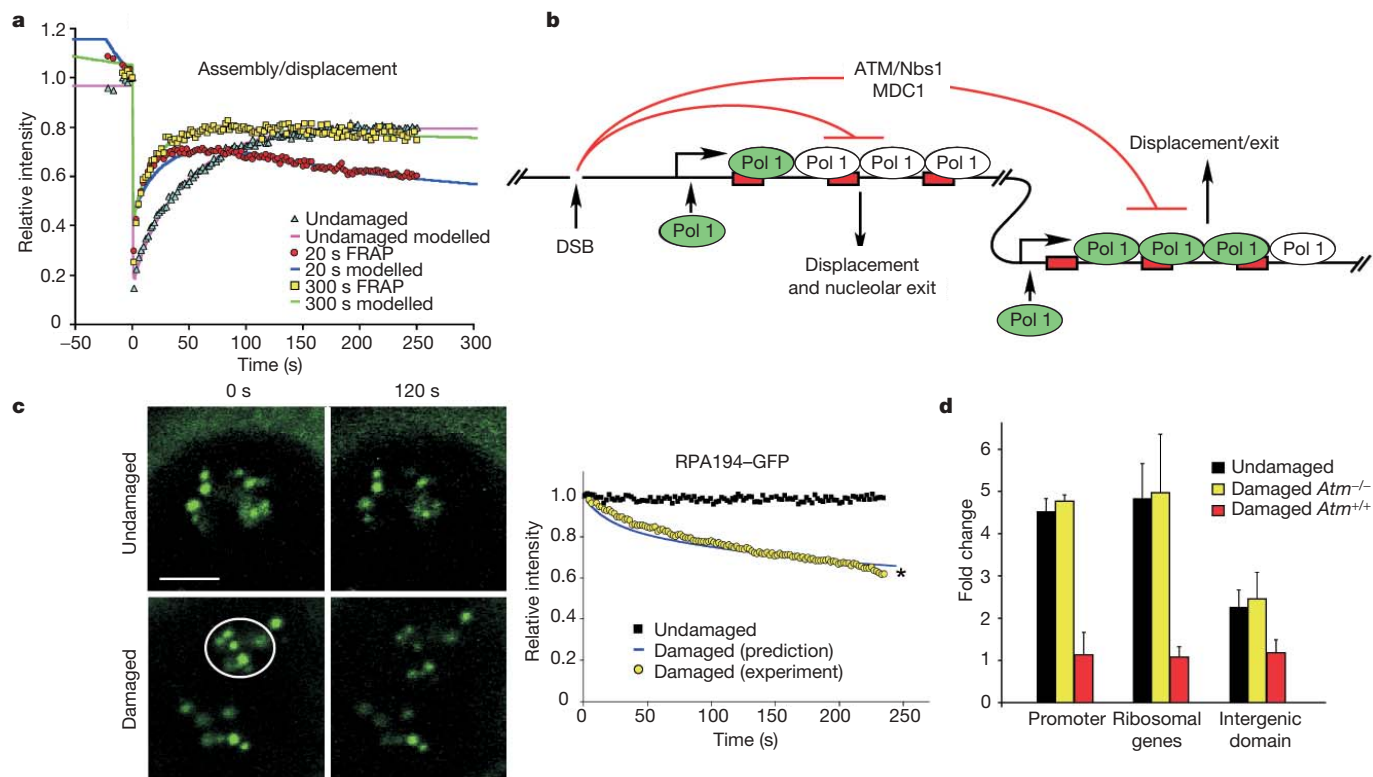 a
1.2
1.0
0.8
0.6
0.4
0.2
0
Relative intensity
Assembly/displacement
Undamaged
Undamaged modelled
20 s FRAP
20 s modelled
300 s FRAP
300 s modelled
−50 0 50 100 150 200 250 300
Time (s)
b
ATM/Nbs1
MDC1
Displacement/exit
Pol 1 Pol 1 Pol 1 Pol 1
DSB
Pol 1
Displacement
and nucleolar exit
Pol 1 Pol 1 Pol 1 Pol 1
Pol 1
c
0 s 120 s
Undamaged
Damaged
RPA194–GFP
1.0
0.8
0.6
0.4
0.2
0
Relative intensity
*
Undamaged
Damaged (prediction)
Damaged (experiment)
0 50 100 150 200 250
Time (s)
d
6
5
4
3
2
1
0
Fold change
Undamaged
Damaged Atm−/−
Damaged Atm+/+
Promoter Ribosomal Intergenic
genes domain